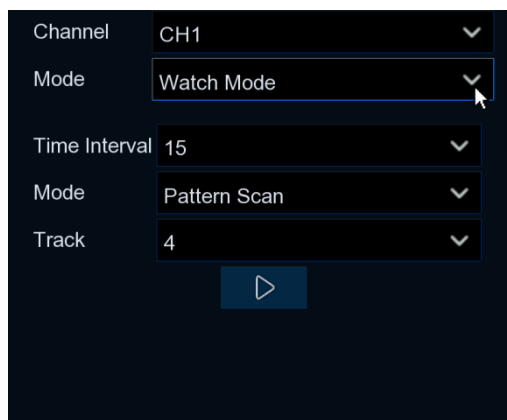 Channel CH1
Mode Watch Mode
Time Interval 15
Mode Pattern Scan
Track 4